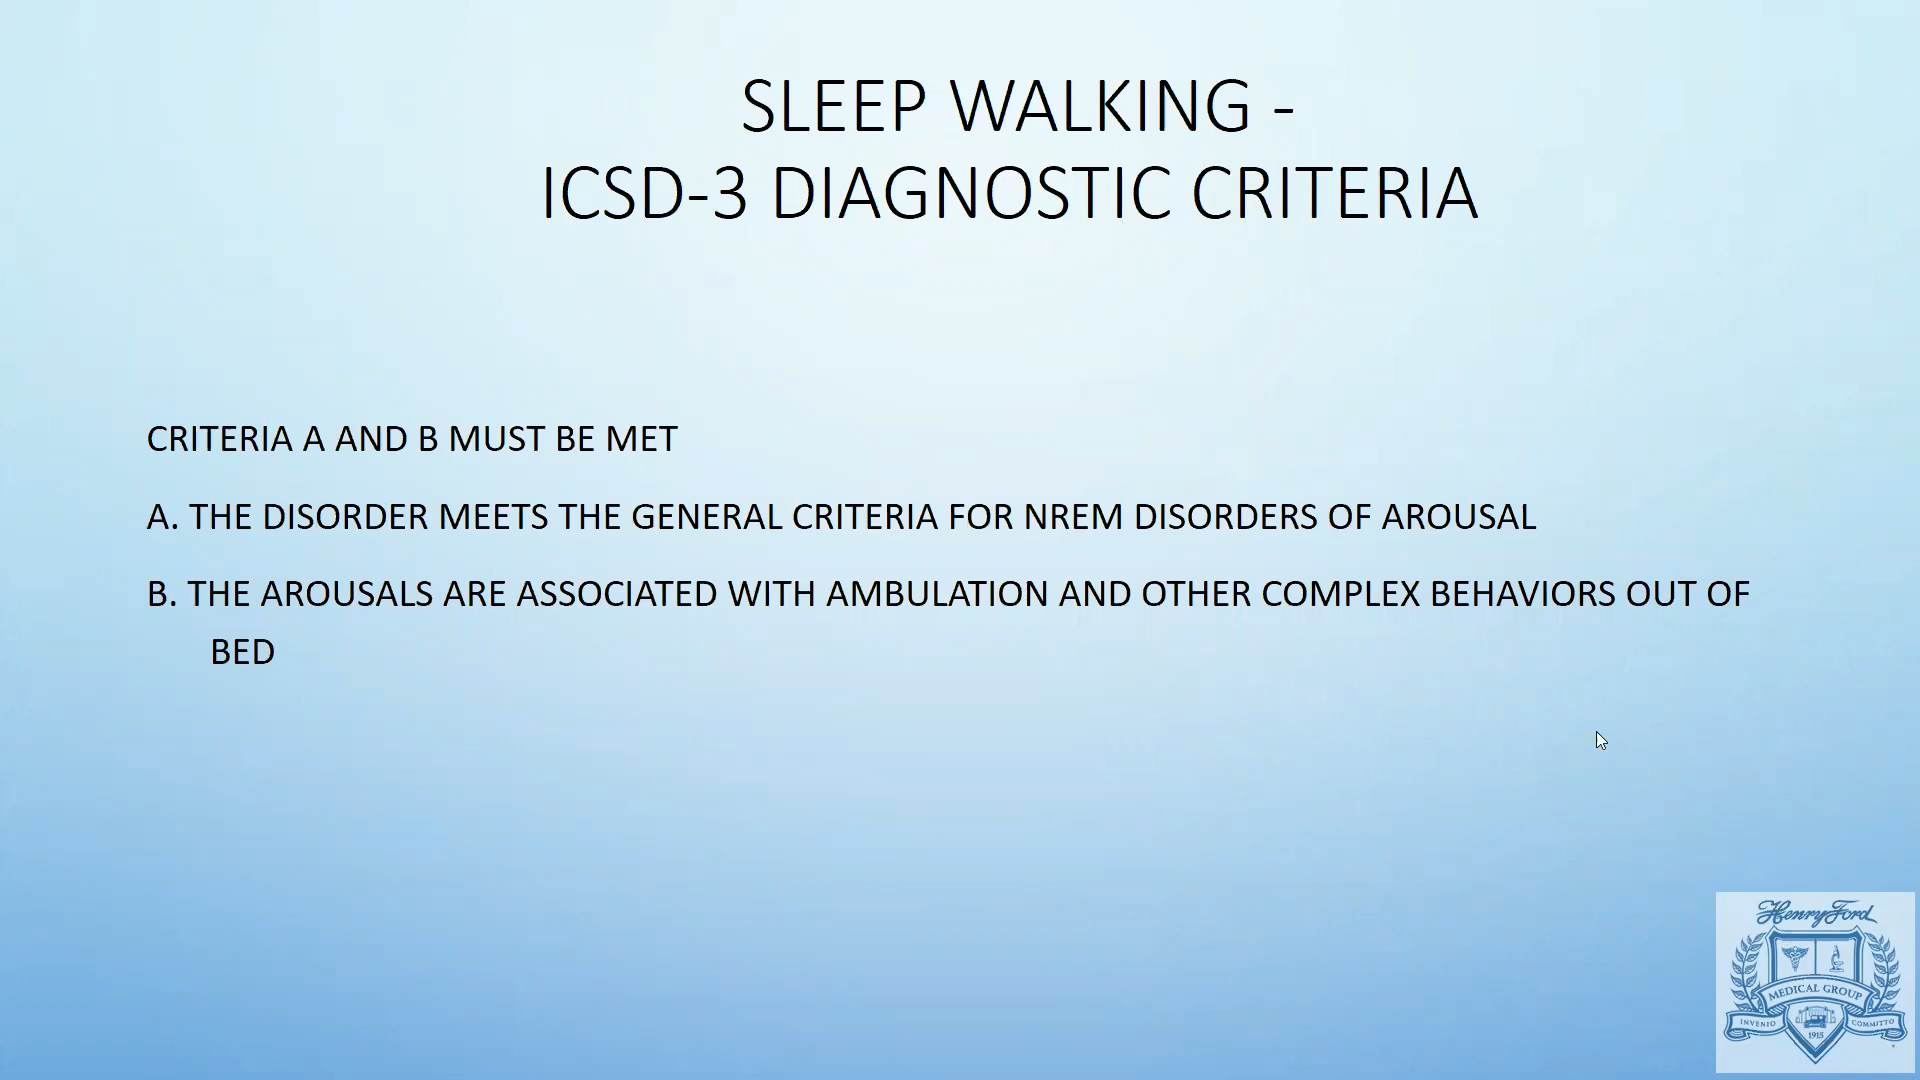 SLEEP WALKING -
ICSD-3 DIAGNOSTIC CRITERIA
CRITERIA A AND B MUST BE MET
A. THE DISORDER MEETS THE GENERAL CRITERIA FOR NREM DISORDERS OF AROUSAL
B. THE AROUSALS ARE ASSOCIATED WITH AMBULATION AND OTHER COMPLEX BEHAVIORS OUT OF
BED
Henry Ford
MEDICAL GROUP
INVENIO COMMITTO
1915